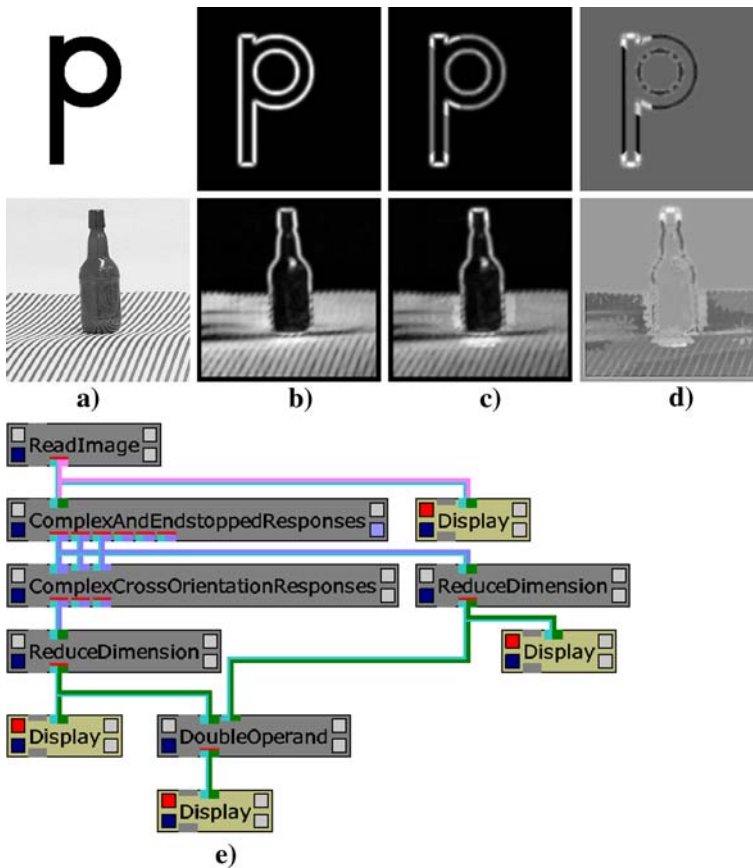 p
a)
b)
c)
d)
ReadImage
ComplexAndEndstoppedResponses
Display
ComplexCrossOrientationResponses
ReduceDimension
ReduceDimension
Display
Display
DoubleOperand
Display
e)